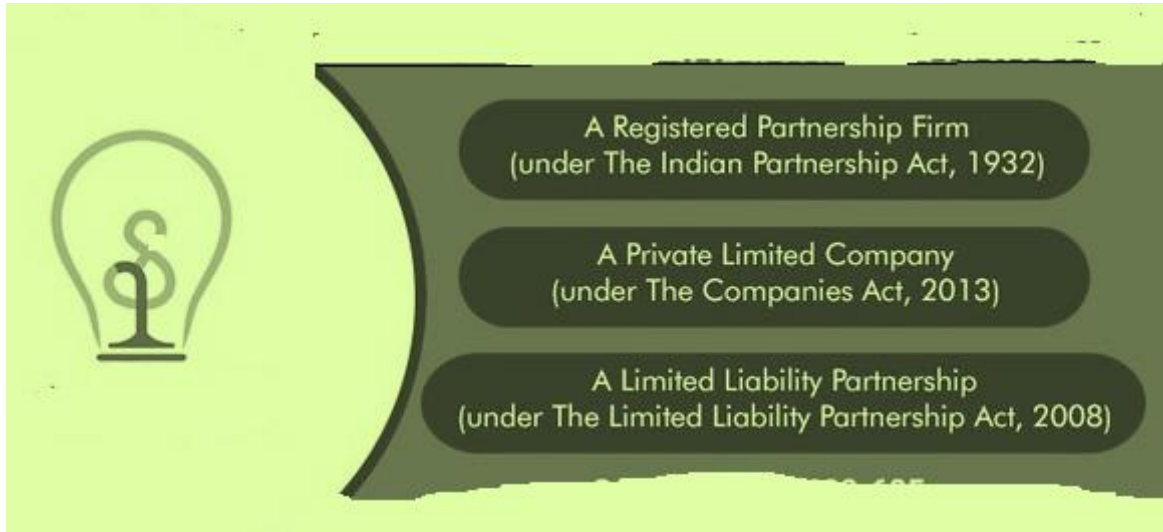 A Registered Partnership Firm
(under The Indian Partnership Act, 1932)
A Private Limited Company
(under The Companies Act, 2013)
A Limited Liability Partnership
(under The Limited Liability Partnership Act, 2008)